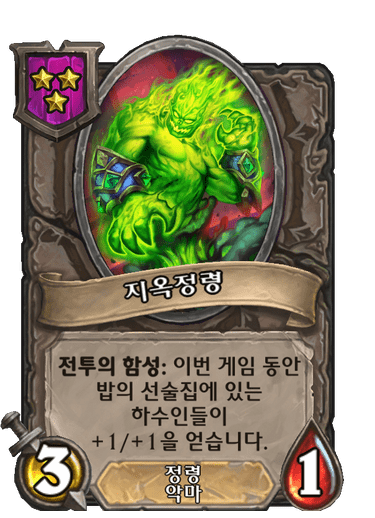 지옥정령
전투의 함성: 이번 게임 동안
밥의 선술집에 있는
하수인들이
+1/+1을 얻습니다.
3
정령
악마
1